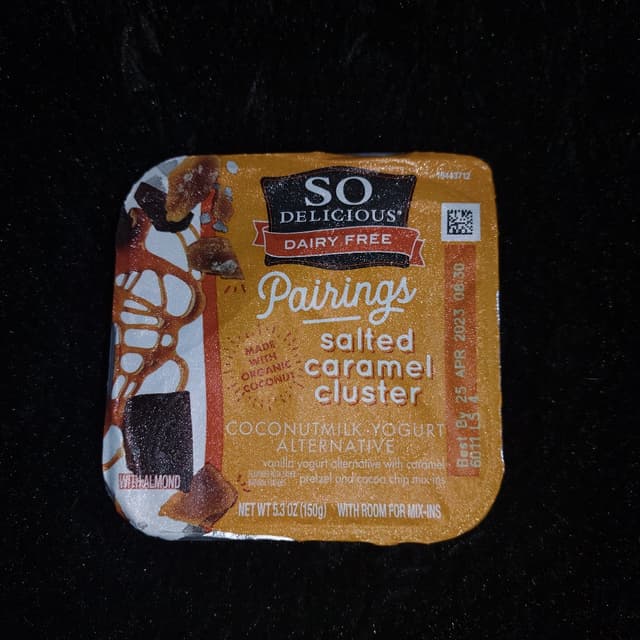 SO
DELICIOUS®
DAIRY FREE
Pairings
salted
caramel
cluster
MADE
WITH
ORGANIC
COCONUT
COCONUTMILK YOGURT
ALTERNATIVE
vanilla yogurt alternative with caramel
pretzel and cocoa chip mix-ins
WITH ALMOND
NET WT 5.3 OZ (150g) WITH ROOM FOR MIX-INS
Best By 25 APR 2023 08:30